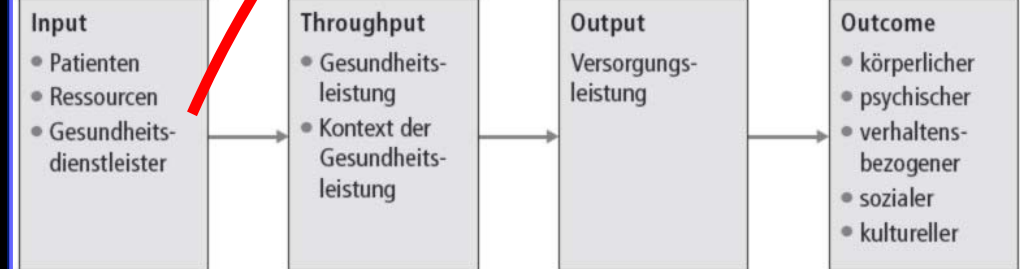 Input
• Patienten
• Ressourcen
• Gesundheits-
dienstleister
Throughput
• Gesundheits-
leistung
• Kontext der
Gesundheits-
leistung
Output
Versorgungs-
leistung
Outcome
• körperlicher
• psychischer
• verhaltens-
bezogener
• sozialer
• kultureller